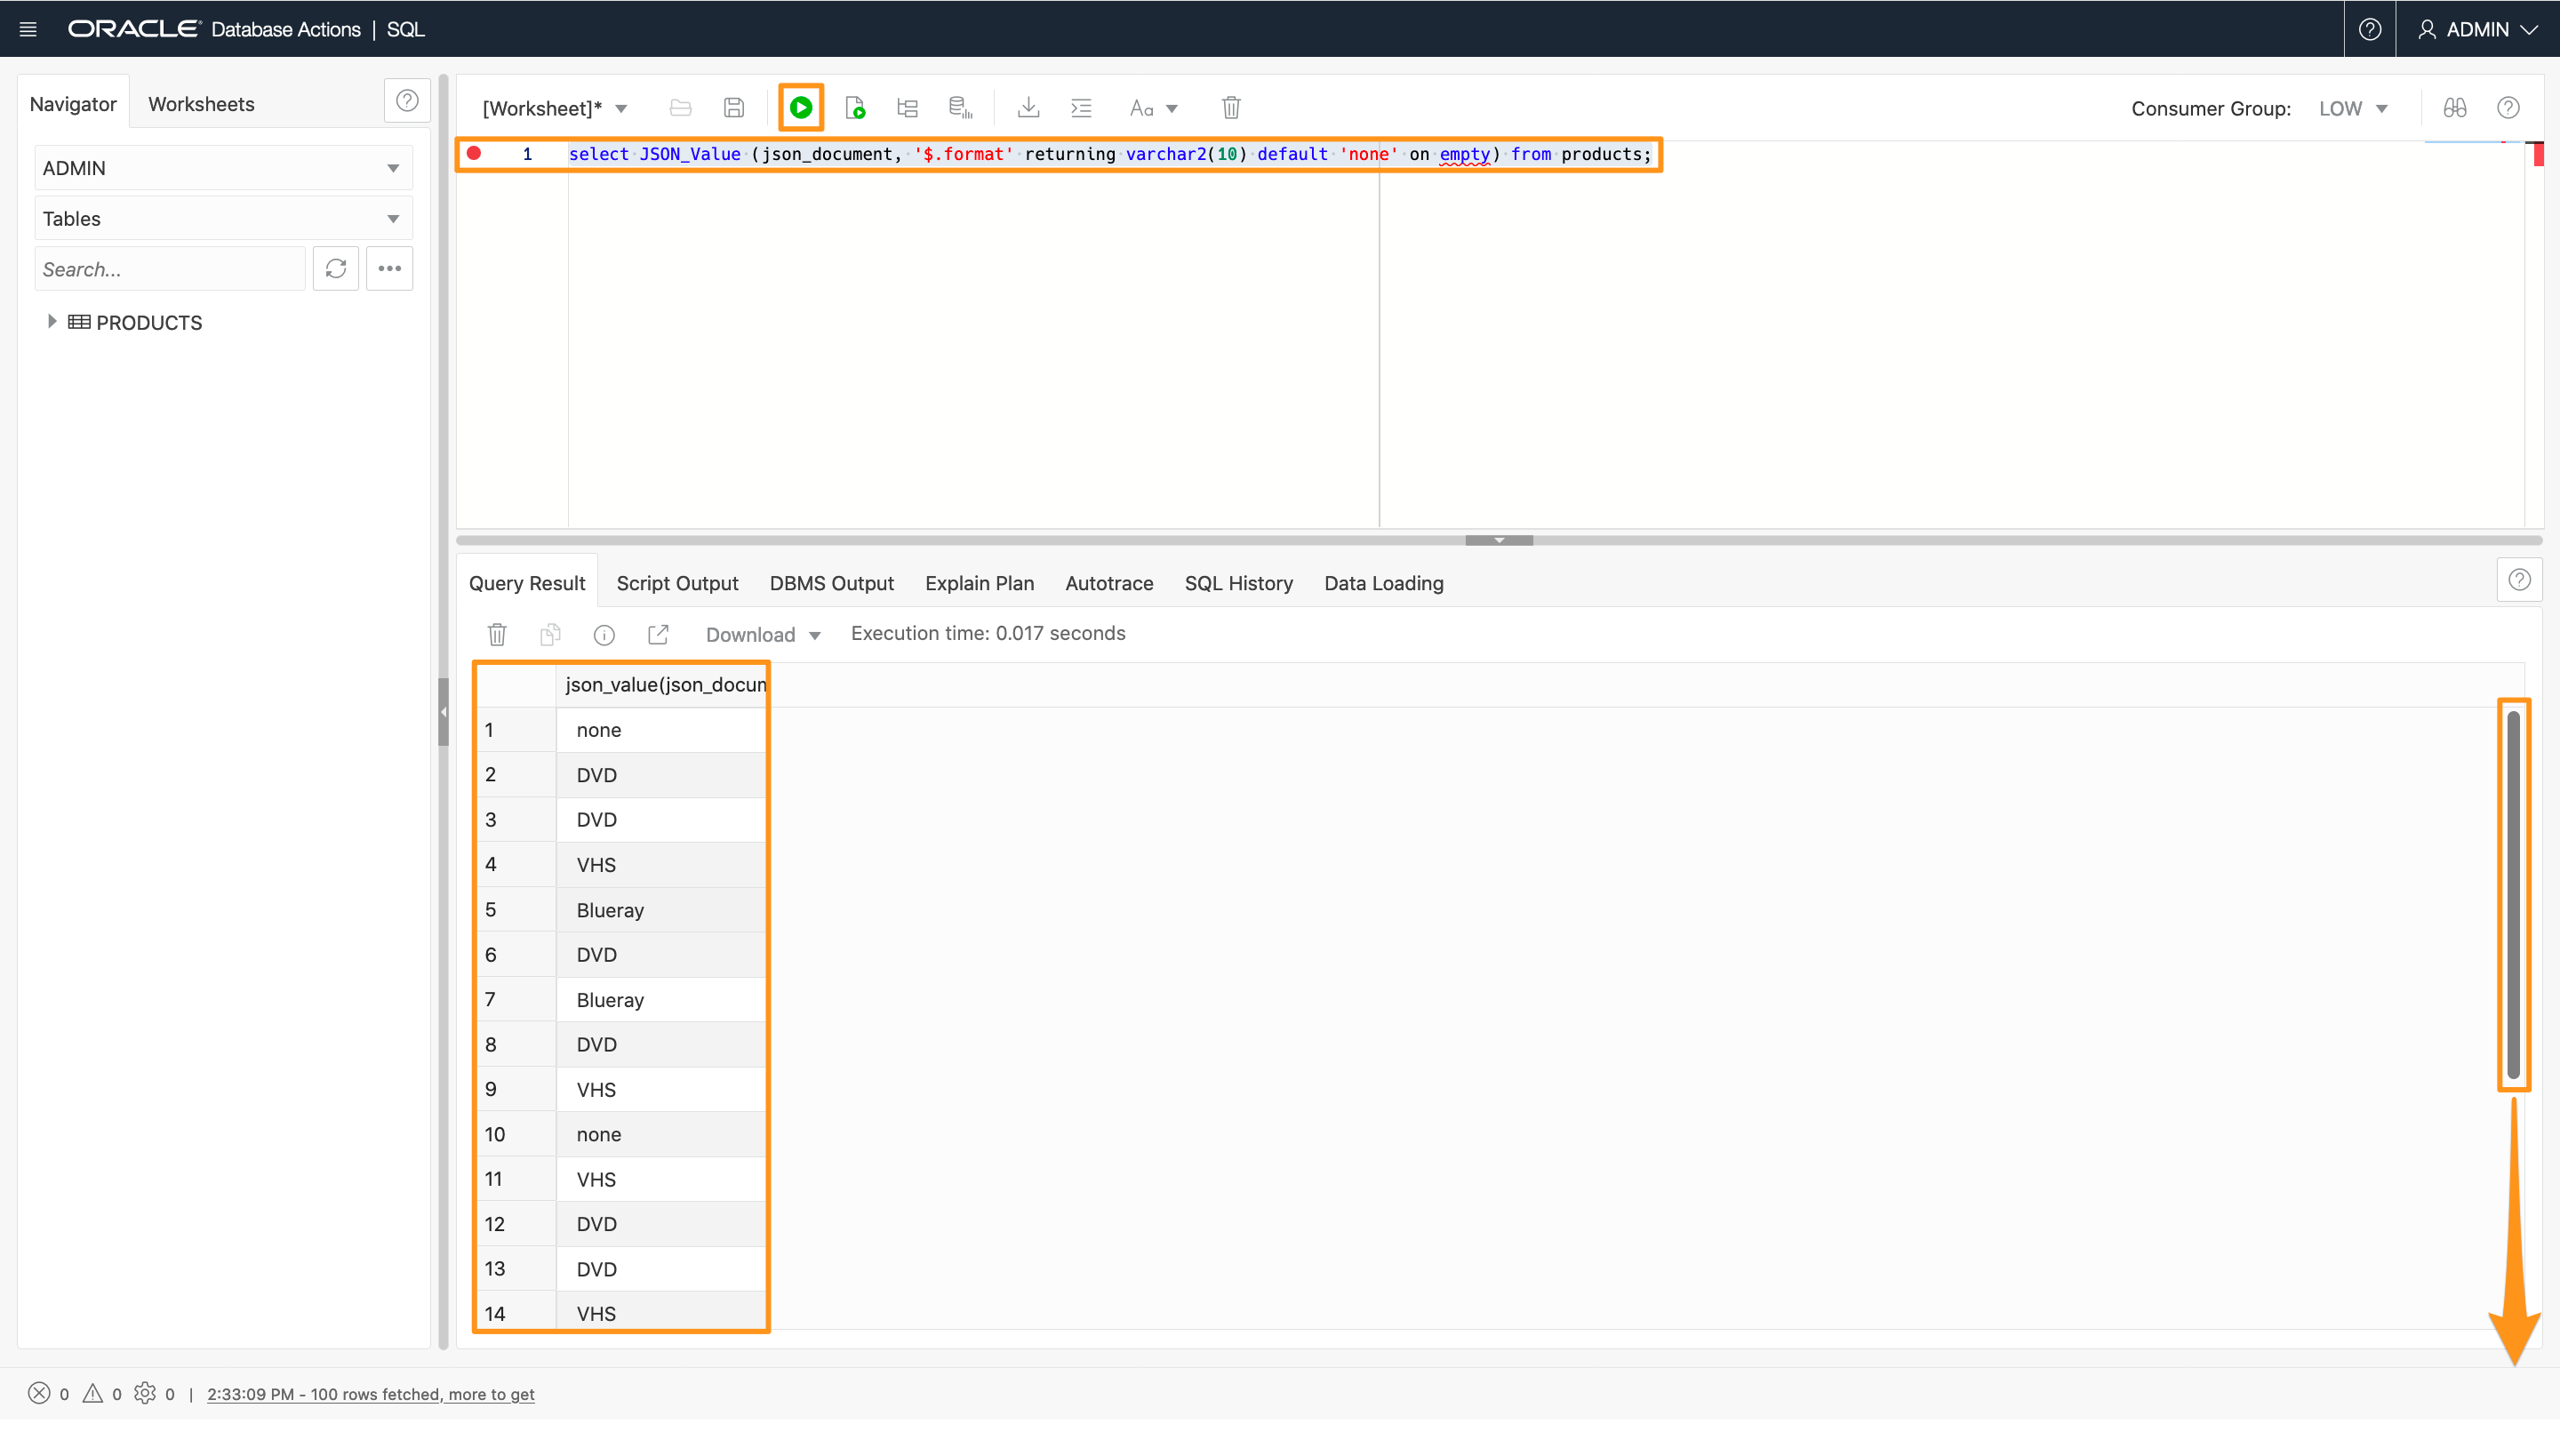 ORACLE Database Actions | SQL
ADMIN
Navigator
Worksheets
ADMIN
Tables
Search...
PRODUCTS
[Worksheet]*
Aa
Consumer Group: LOW
1 select JSON_Value (json_document, '$.format' returning varchar2(10) default 'none' on empty) from products;
Query Result
Script Output
DBMS Output
Explain Plan
Autotrace
SQL History
Data Loading
Download
Execution time: 0.017 seconds
json_value(json_docum
1 none
2 DVD
3 DVD
4 VHS
5 Blueray
6 DVD
7 Blueray
8 DVD
9 VHS
10 none
11 VHS
12 DVD
13 DVD
14 VHS
0 0 0 | 2:33:09 PM - 100 rows fetched, more to get